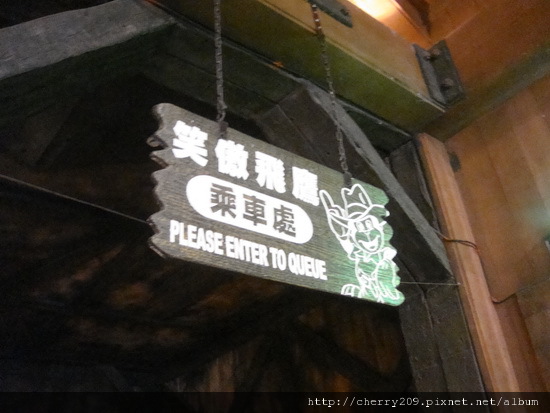 笑傲飛鷹
乘車處
PLEASE ENTER TO QUEUE
http://cherry209.pixnet.net/album